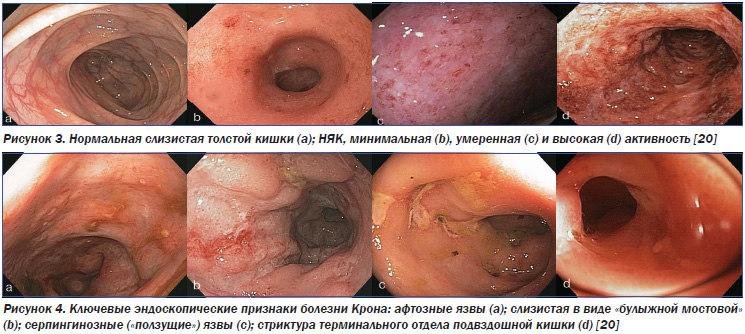 a b c d
Рисунок 3. Нормальная слизистая толстой кишки (a); НЯК, минимальная (b), умеренная (c) и высокая (d) активность [20]
a b c d
Рисунок 4. Ключевые эндоскопические признаки болезни Крона: афтозные язвы (a); слизистая в виде «булыжной мостовой»
(b); серпингинозные («ползущие») язвы (c); стриктура терминального отдела подвздошной кишки (d) [20]